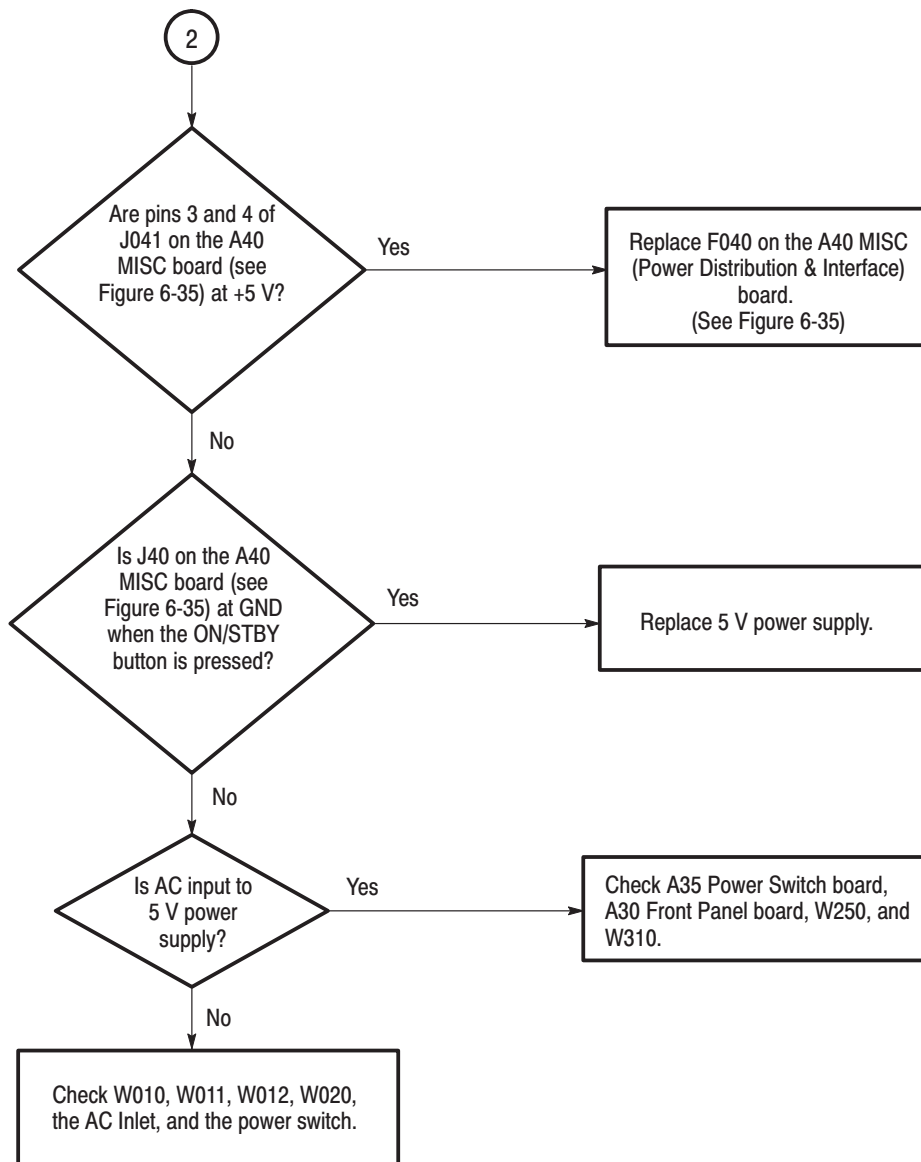 2
Are pins 3 and 4 of
J041 on the A40
MISC board (see
Figure 6-35) at +5 V?
Yes
Replace F040 on the A40 MISC
(Power Distribution & Interface)
board.
(See Figure 6-35)
No
Is J40 on the A40
MISC board (see
Figure 6-35) at GND
when the ON/STBY
button is pressed?
Yes
Replace 5 V power supply.
No
Is AC input to
5 V power
supply?
Yes
Check A35 Power Switch board,
A30 Front Panel board, W250, and
W310.
No
Check W010, W011, W012, W020,
the AC Inlet, and the power switch.